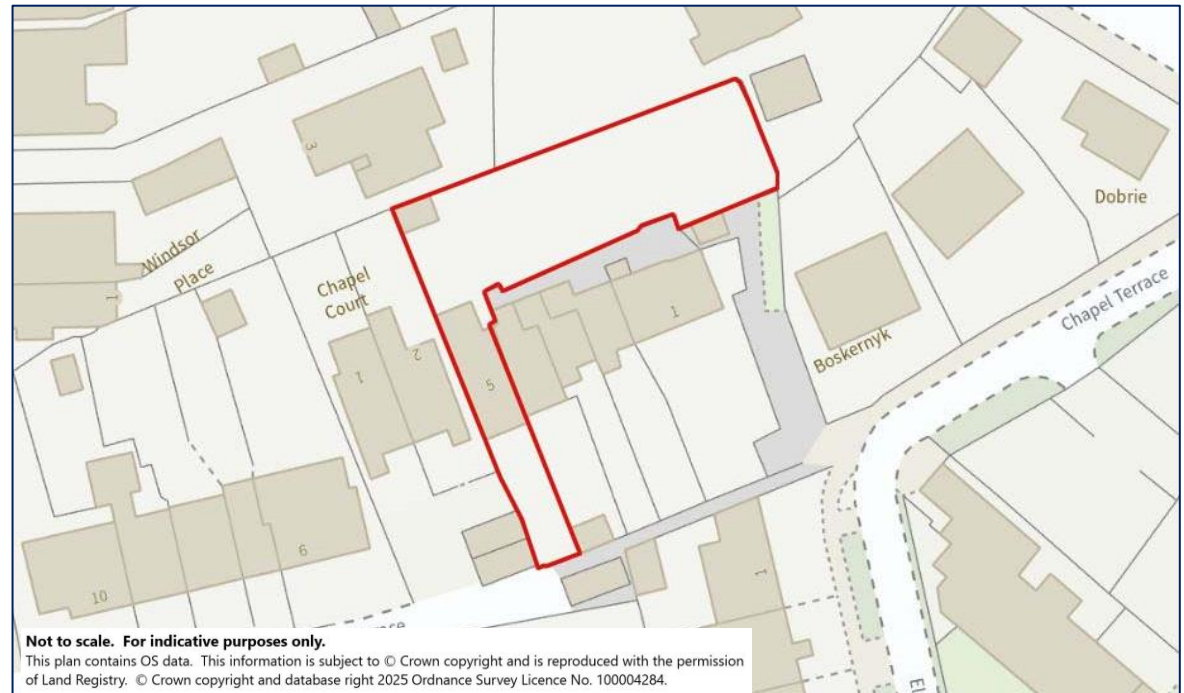 3
Windsor
Place
1
Chapel
Court
1
2
5
1
Dobrie
Chapel Terrace
Boskernyk
6
10
1
Not to scale. For indicative purposes only.
This plan contains OS data. This information is subject to © Crown copyright and is reproduced with the permission
of Land Registry. © Crown copyright and database right 2025 Ordnance Survey Licence No. 100004284.